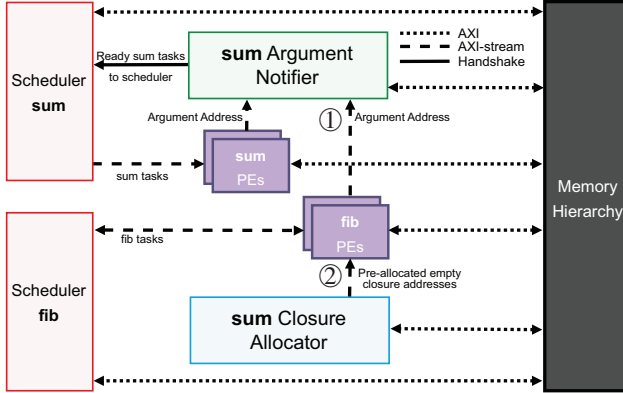 AXI
AXI-stream
Handshake
Scheduler
sum
Ready sum tasks
to scheduler
sum Argument
Notifier
Argument Address
①
Argument Address
sum
PEs
sum tasks
Memory
Hierarchy
fib
PEs
fib tasks
Scheduler
fib
②
Pre-allocated empty
closure addresses
sum Closure
Allocator